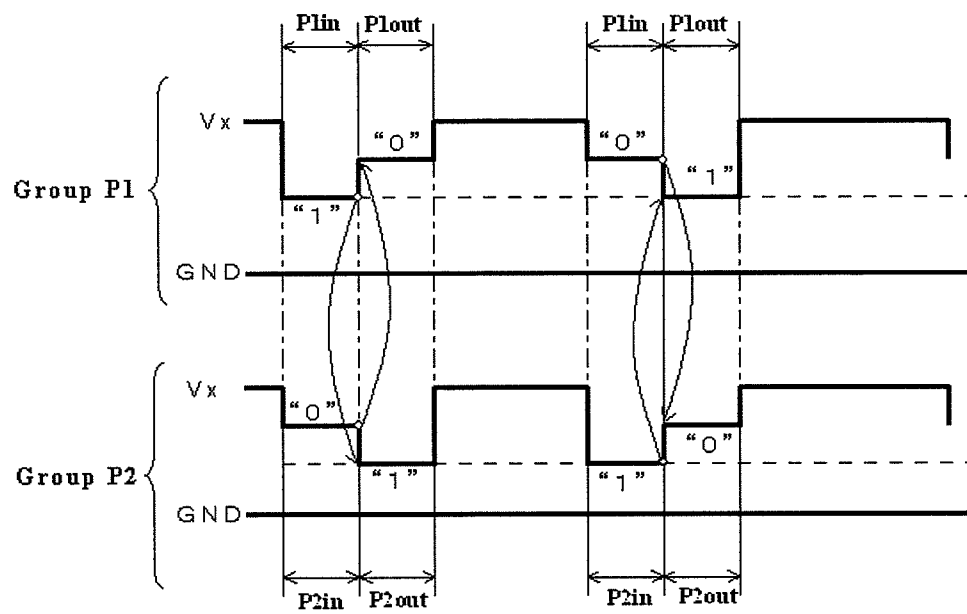 P1in P1out P1in P1out
Vx
“0” “0”
“1”
Group P1
“1”
GND
Vx
“0”
“0”
Group P2
“1” “1”
GND
P2in P2out P2in P2out